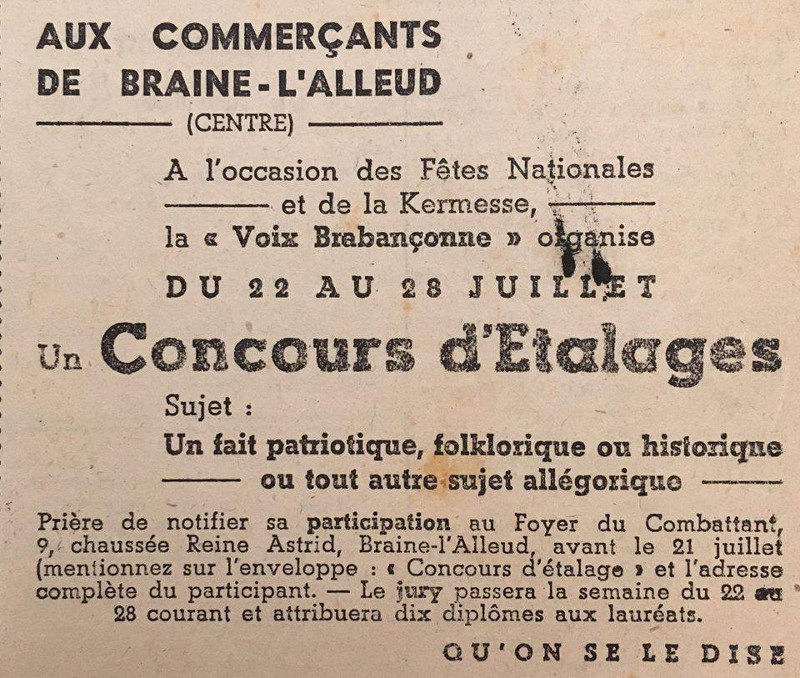 AUX COMMERÇANTS
DE BRAINE-L'ALLEUD
(CENTRE)
A l'occasion des Fêtes Nationales
et de la Kermesse,
la « Voix Brabançonne » organise
DU 22 AU 28 JUILLET
Un Concours d'Etalages
Sujet :
Un fait patriotique, folklorique ou historique
ou tout autre sujet allégorique
Prière de notifier sa participation au Foyer du Combattant,
9, chaussée Reine Astrid, Braine-l'Alleud, avant le 21 juillet
(mentionnez sur l'enveloppe : « Concours d'étalage » et l'adresse
complète du participant. — Le jury passera la semaine du 22 au
28 courant et attribuera dix diplômes aux lauréats.
QU'ON SE LE DISE